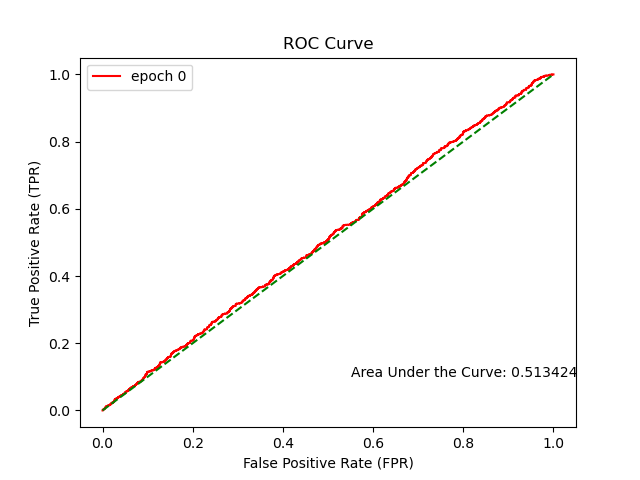 ROC Curve
epoch 0
1.0
0.8
0.6
0.4
0.2
0.0
True Positive Rate (TPR)
Area Under the Curve: 0.513424
0.0 0.2 0.4 0.6 0.8 1.0
False Positive Rate (FPR)